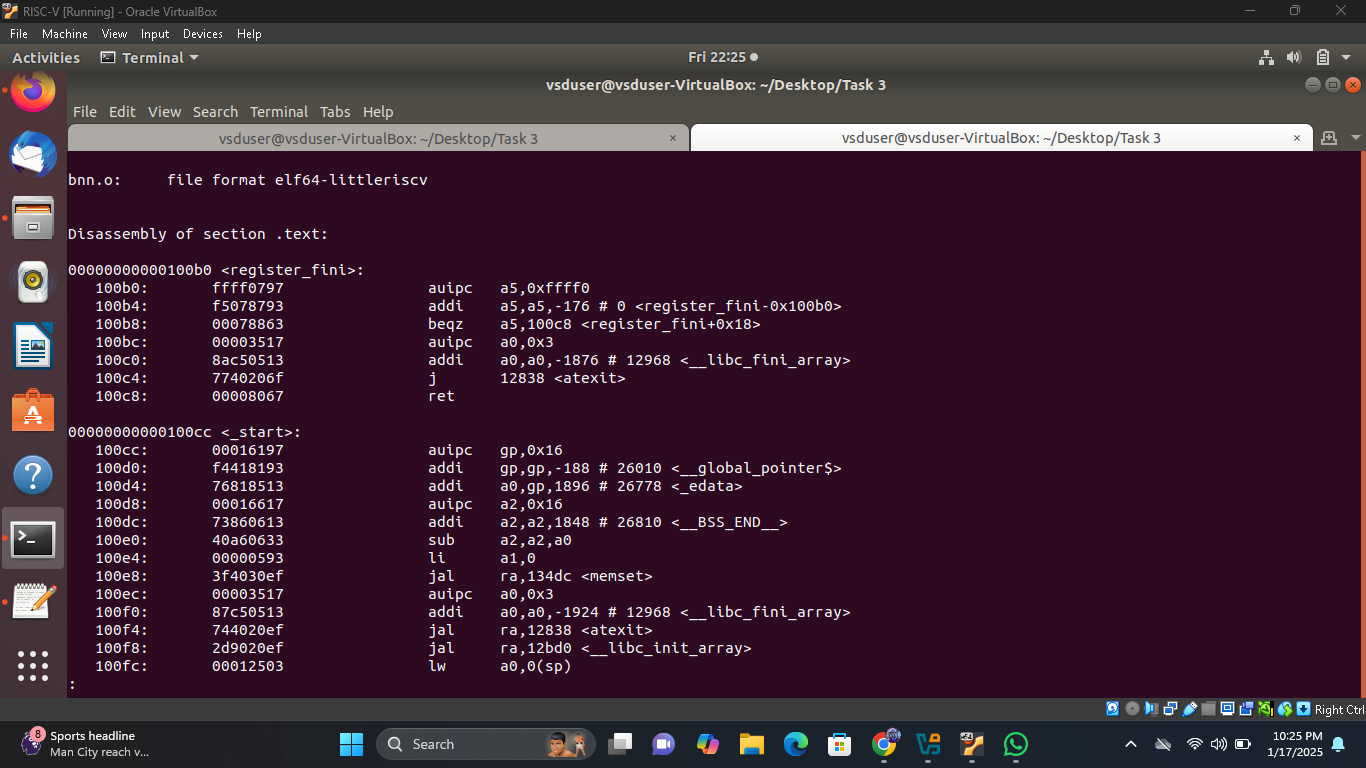 RISC-V [Running] - Oracle VirtualBox
File Machine View Input Devices Help
Activities Terminal Fri 22:25
vsduser@vsduser-VirtualBox: ~/Desktop/Task 3
File Edit View Search Terminal Tabs Help
vsduser@vsduser-VirtualBox: ~/Desktop/Task 3 × vsduser@vsduser-VirtualBox: ~/Desktop/Task 3 ×
bnn.o:     file format elf64-littleriscv
Disassembly of section .text:
00000000000100b0 <register_fini>:
100b0: ffff0797 auipc a5,0xffff0
100b4: f5078793 addi a5,a5,-176 # 0 <register_fini-0x100b0>
100b8: 00078863 beqz a5,100c8 <register_fini+0x18>
100bc: 00003517 auipc a0,0x3
100c0: 8ac50513 addi a0,a0,-1876 # 12968 <__libc_fini_array>
100c4: 7740206f j 12838 <atexit>
100c8: 00008067 ret
00000000000100cc <_start>:
100cc: 00016197 auipc gp,0x16
100d0: f4418193 addi gp,gp,-188 # 26010 <__global_pointer$>
100d4: 76818513 addi a0,gp,1896 # 26778 <_edata>
100d8: 00016617 auipc a2,0x16
100dc: 73860613 addi a2,a2,1848 # 26810 <__BSS_END__>
100e0: 40a60633 sub a2,a2,a0
100e4: 00000593 li a1,0
100e8: 3f4030ef jal ra,134dc <memset>
100ec: 00003517 auipc a0,0x3
100f0: 87c50513 addi a0,a0,-1924 # 12968 <__libc_fini_array>
100f4: 744020ef jal ra,12838 <atexit>
100f8: 2d9020ef jal ra,12bd0 <__libc_init_array>
100fc: 00012503 lw a0,0(sp)
:
Right Ctrl
8
Sports headline
Man City reach v...
Search
10:25 PM
1/17/2025